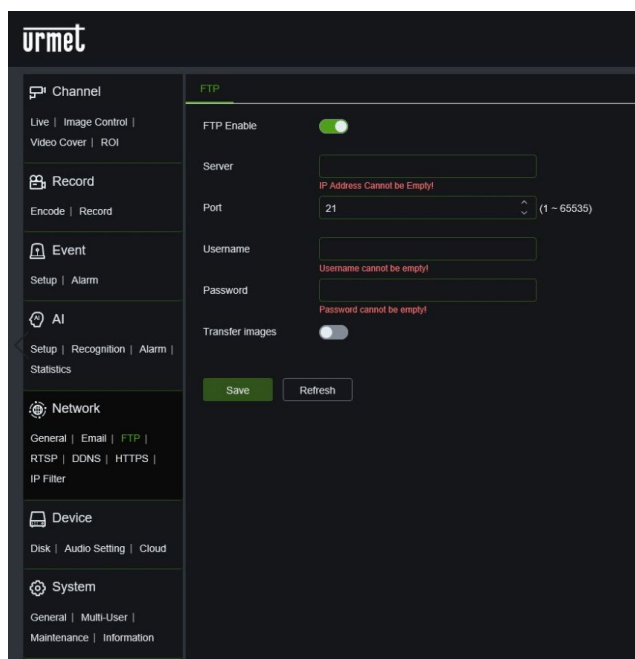 urmet
Channel
Live | Image Control |
Video Cover | ROI
Record
Encode | Record
Event
Setup | Alarm
AI
AI
Setup | Recognition | Alarm |
Statistics
Network
General | Email | FTP |
RTSP | DDNS | HTTPS |
IP Filter
Device
Disk | Audio Setting | Cloud
System
General | Multi-User |
Maintenance | Information
FTP
FTP Enable
Server
IP Address Cannot be Empty!
Port 21 (1 ~ 65535)
Username
Username cannot be empty!
Password
Password cannot be empty!
Transfer images
Save Refresh